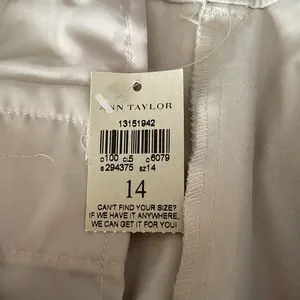 ANN TAYLOR
13151942
D100 CL5 C6079
S294375 SZ14
14
CAN'T FIND YOUR SIZE?
IF WE HAVE IT ANYWHERE,
WE CAN GET IT FOR YOU!